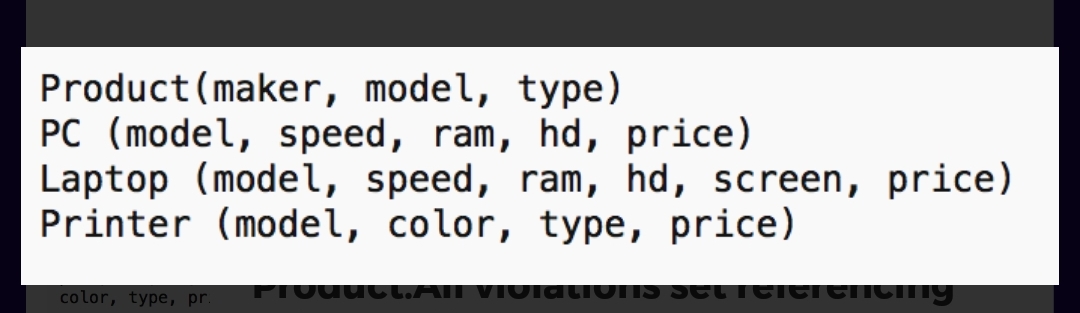 Product(maker, model, type)
PC (model, speed, ram, hd, price)
Laptop (model, speed, ram, hd, screen, price)
Printer (model, color, type, price)
color, type, pr
Product.All violations set referencing